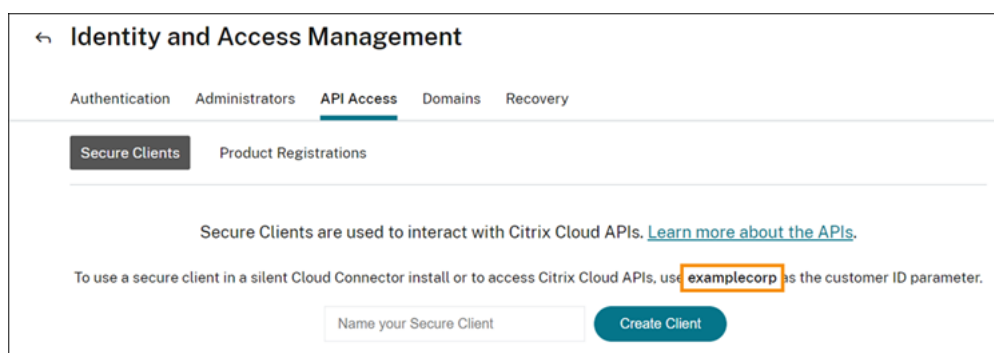 Identity and Access Management
Authentication Administrators API Access Domains Recovery
Secure Clients Product Registrations
Secure Clients are used to interact with Citrix Cloud APIs. Learn more about the APIs.
To use a secure client in a silent Cloud Connector install or to access Citrix Cloud APIs, use examplecorp as the customer ID parameter.
Name your Secure Client Create Client